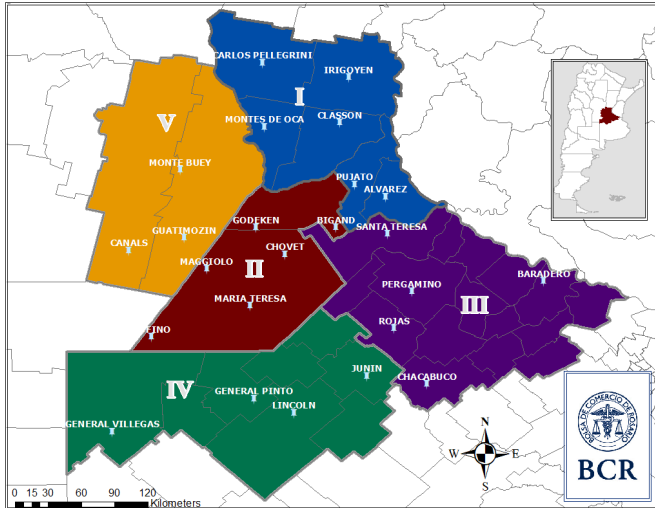 CARLOS PELLEGRINI
IRIGOYEN
I
V
MONTES DE OCA
CLASSON
MONTE BUEY
PUJATO
ALVAREZ
GODEKEN
BIGAND
SANTA TERESA
GUATIMOZIN
CANALS
CHOVET
MAGGIOLO
II
BARADERO
PERGAMINO
MARIA TERESA
III
ROJAS
FINO
JUNIN
CHACABUCO
IV
GENERAL PINTO
LINCOLN
GENERAL VILLEGAS
N
W
E
S
BOLSA DE COMERCIO DE ROSARIO
BCR
0 15 30 60 90 120
Kilometers